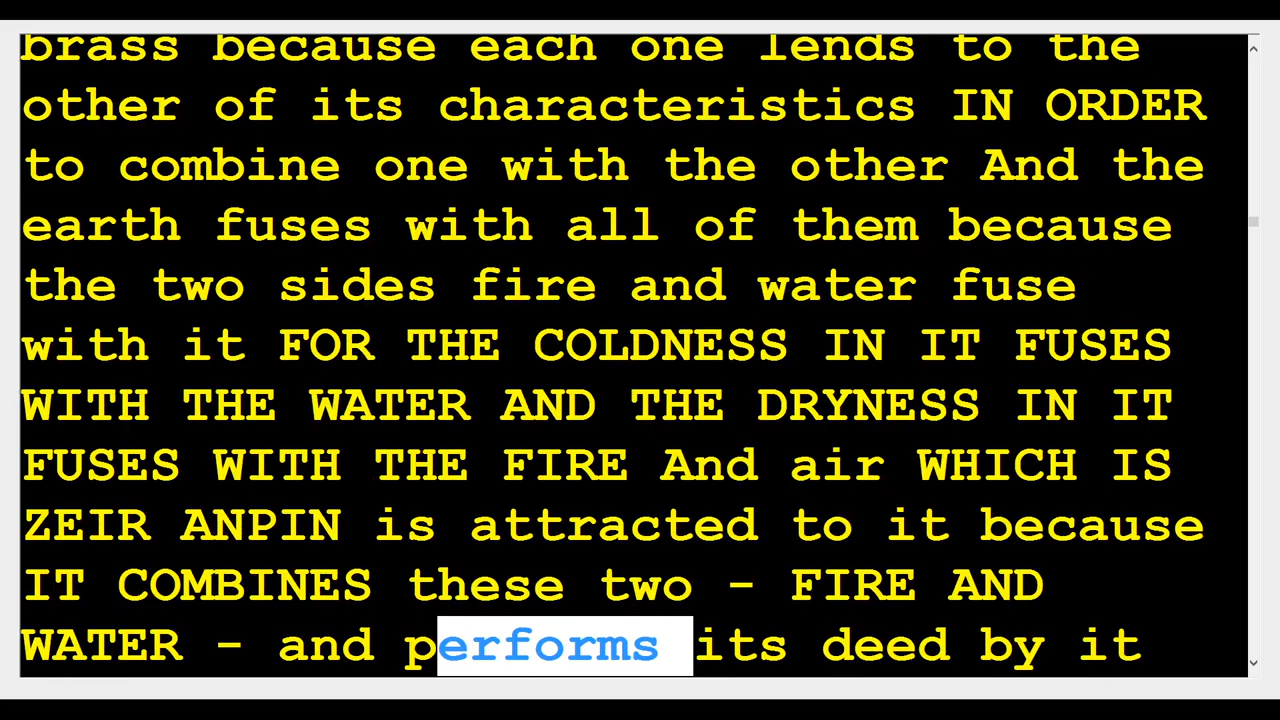 brass because each one lends to the
other of its characteristics IN ORDER
to combine one with the other And the
earth fuses with all of them because
the two sides fire and water fuse
with it FOR THE COLDNESS IN IT FUSES
WITH THE WATER AND THE DRYNESS IN IT
FUSES WITH THE FIRE And air WHICH IS
ZEIR ANPIN is attracted to it because
IT COMBINES these two - FIRE AND
WATER - and performs its deed by it